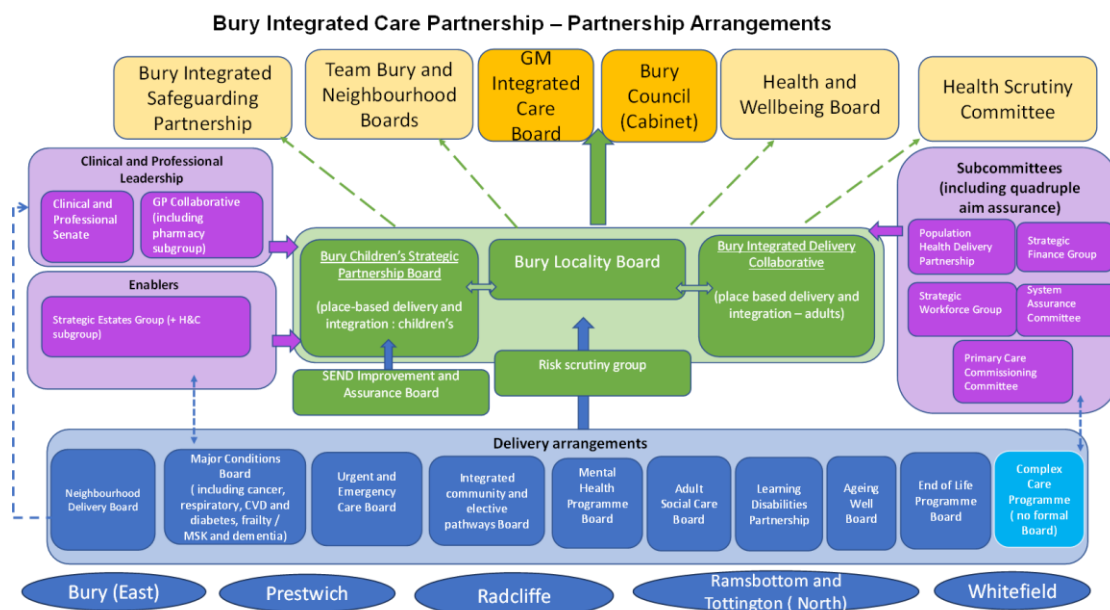 Bury Integrated Care Partnership – Partnership Arrangements
Bury Integrated
Safeguarding
Partnership
Team Bury and
Neighbourhood
Boards
GM
Integrated
Care
Board
Bury
Council
(Cabinet)
Health and
Wellbeing Board
Health Scrutiny
Committee
Clinical and Professional
Leadership
Clinical and
Professional
Senate
GP Collaborative
(including
pharmacy
subgroup)
Enablers
Strategic Estates Group (+ H&C
subgroup)
Bury Children's Strategic
Partnership Board
(place-based delivery and
integration : children's
Bury Locality Board
Bury Integrated Delivery
Collaborative
(place based delivery and
integration – adults)
Subcommittees
(including quadruple
aim assurance)
Population
Health Delivery
Partnership
Strategic
Finance Group
Strategic
Workforce Group
System
Assurance
Committee
Primary Care
Commissioning
Committee
SEND Improvement and
Assurance Board
Risk scrutiny group
Delivery arrangements
Neighbourhood
Delivery Board
Major Conditions
Board
( including cancer,
respiratory, CVD and
diabetes, frailty /
MSK and dementia)
Urgent and
Emergency
Care Board
Integrated
community and
elective
pathways Board
Mental
Health
Programme
Board
Adult
Social Care
Board
Learning
Disabilities
Partnership
Ageing
Well
Board
End of Life
Programme
Board
Complex
Care
Programme
( no formal
Board)
Bury (East)
Prestwich
Radcliffe
Ramsbottom and
Tottington ( North)
Whitefield